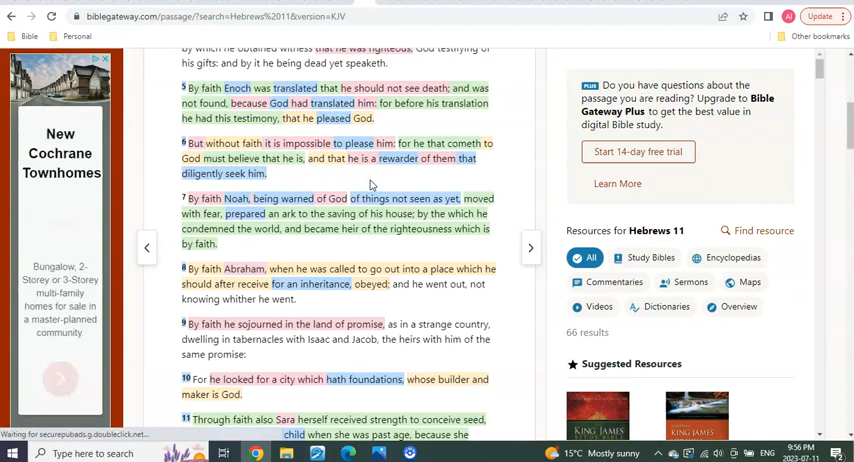 biblegateway.com/passage/?search=Hebrews%2011&version=KJV
AI
Update
Bible
Personal
Other bookmarks
by which he obtained witness that he was righteous, God testifying of
his gifts: and by it he being dead yet speaketh.
5 By faith Enoch was translated that he should not see death; and was
not found, because God had translated him: for before his translation
he had this testimony, that he pleased God.
6 But without faith it is impossible to please him: for he that cometh to
God must believe that he is, and that he is a rewarder of them that
diligently seek him.
7 By faith Noah, being warned of God of things not seen as yet, moved
with fear, prepared an ark to the saving of his house; by the which he
condemned the world, and became heir of the righteousness which is
by faith.
8 By faith Abraham, when he was called to go out into a place which he
should after receive for an inheritance, obeyed; and he went out, not
knowing whither he went.
9 By faith he sojourned in the land of promise, as in a strange country,
dwelling in tabernacles with Isaac and Jacob, the heirs with him of the
same promise:
10 For he looked for a city which hath foundations, whose builder and
maker is God.
11 Through faith also Sara herself received strength to conceive seed,
child when she was past age, because she
New
Cochrane
Townhomes
Bungalow, 2-
Storey or 3-Storey
multi-family
homes for sale in
a master-planned
community.
PLUS Do you have questions about the
passage you are reading? Upgrade to Bible
Gateway Plus to get the best value in
digital Bible study.
Start 14-day free trial
Learn More
Resources for Hebrews 11
Find resource
All
Study Bibles
Encyclopedias
Commentaries
Sermons
Maps
Videos
Dictionaries
Overview
66 results
Suggested Resources
KING JAMES
KING JAMES
Waiting for securepubads.g.doubleclick.net...
Type here to search
15°C Mostly sunny
ENG
9:56 PM
2023-07-11
2